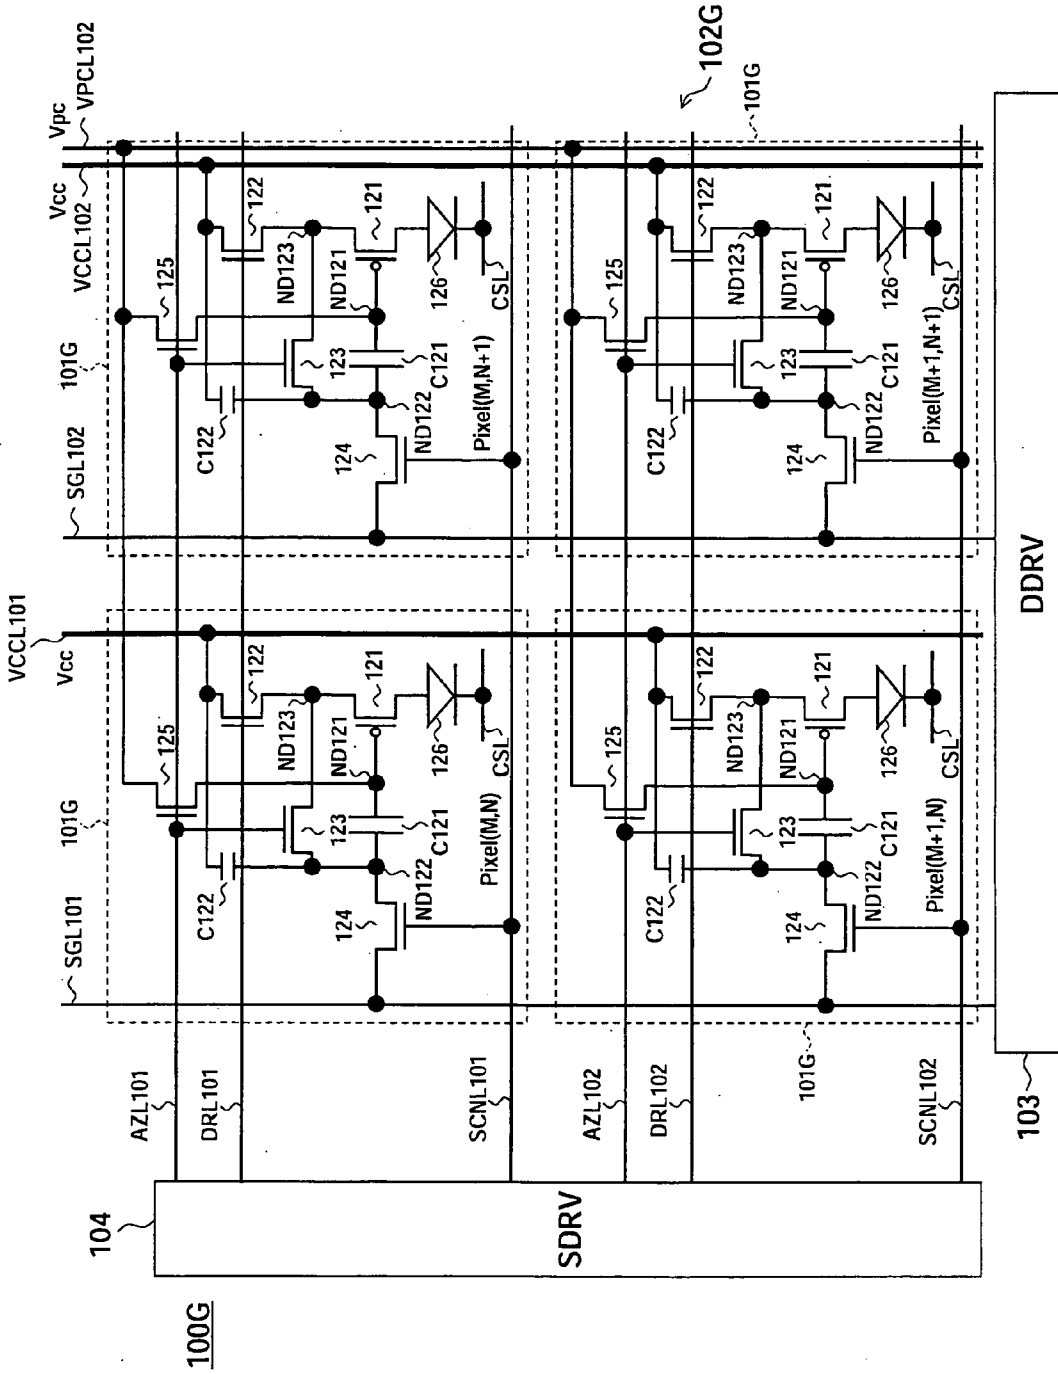 100G
104
SDRV
AZL101
DRL101
SCNL101
AZL102
DRL102
SCNL102
103
DDRV
102G
VCCL101
Vcc
SGL101
101G
125
122
C122
ND123
123
ND121
121
C121
126
CSL
124
ND122
Pixel(M,N)
SGL102
101G
VCCL102
Vcc
Vpc
VPCL102
125
122
C122
ND123
123
ND121
121
C121
126
CSL
124
ND122
Pixel(M,N+1)
101G
125
122
C122
ND123
123
ND121
121
C121
126
CSL
124
ND122
Pixel(M+1,N)
101G
125
122
C122
ND123
123
ND121
121
C121
126
CSL
124
ND122
Pixel(M+1,N+1)